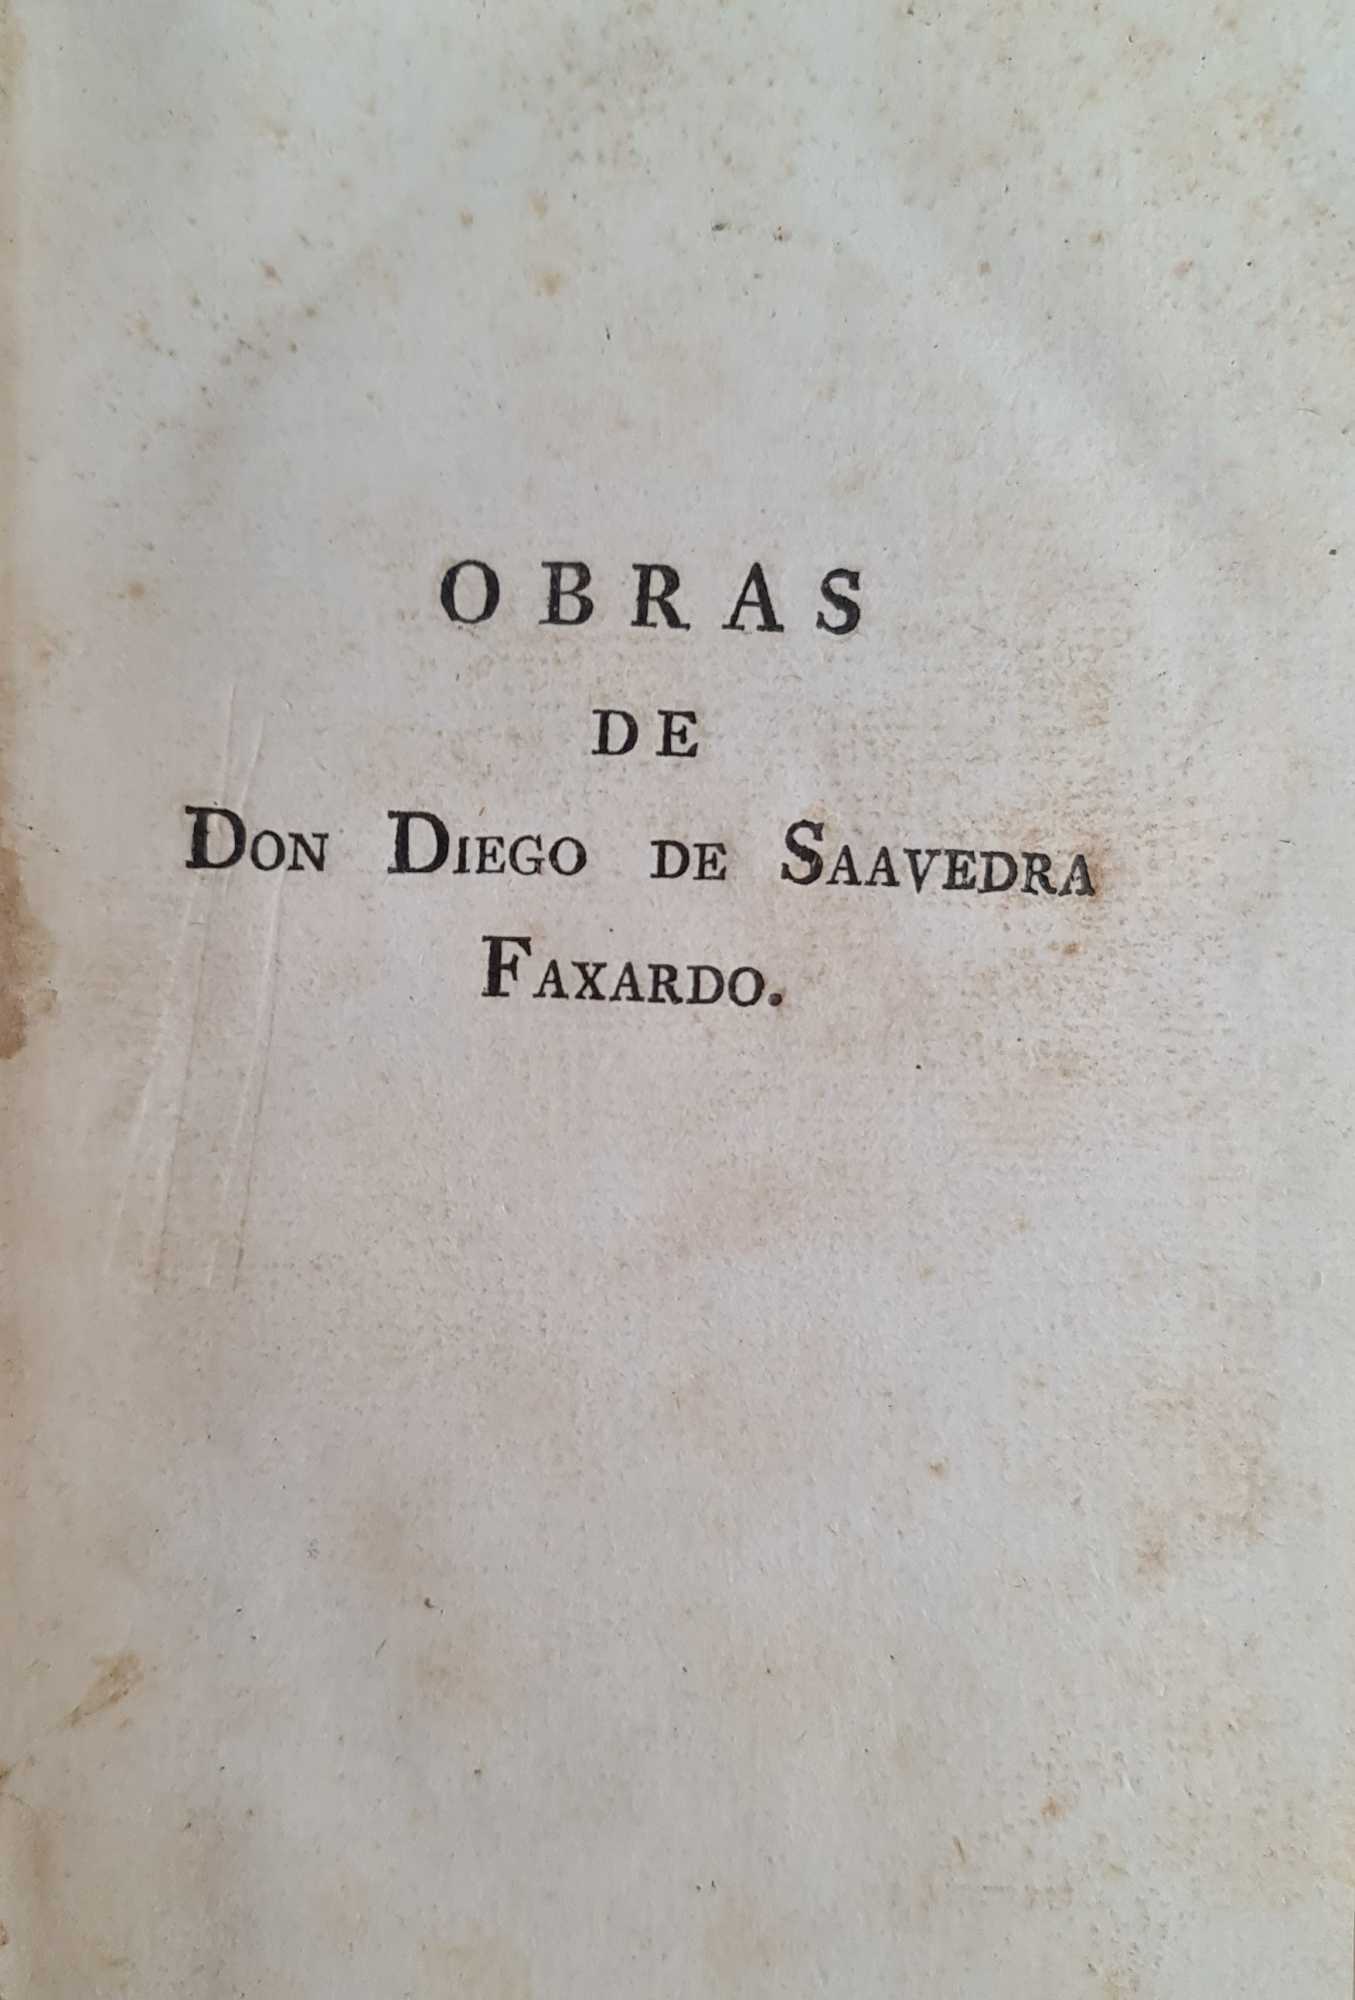 OBRAS
DE
DON DIEGO DE SAAVEDRA
FAXARDO.